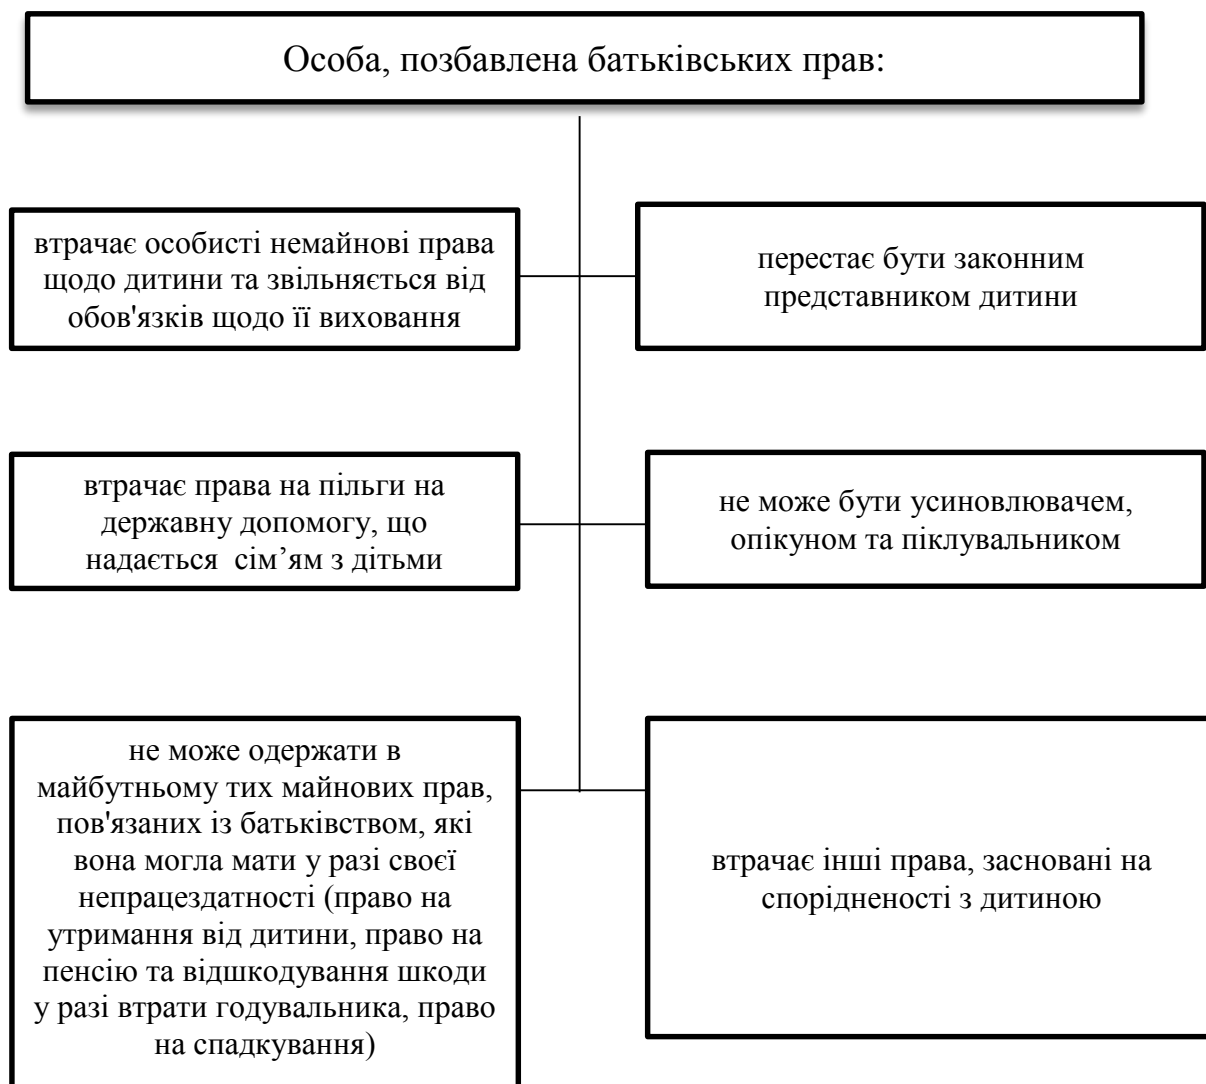 Особа, позбавлена батьківських прав:
втрачає особисті немайнові права
щодо дитини та звільняється від
обов'язків щодо її виховання
перестає бути законним
представником дитини
втрачає права на пільги на
державну допомогу, що
надається  сім’ям з дітьми
не може бути усиновлювачем,
опікуном та піклувальником
не може одержати в
майбутньому тих майнових прав,
пов'язаних із батьківством, які
вона могла мати у разі своєї
непрацездатності (право на
утримання від дитини, право на
пенсію та відшкодування шкоди
у разі втрати годувальника, право
на спадкування)
втрачає інші права, засновані на
спорідненості з дитиною